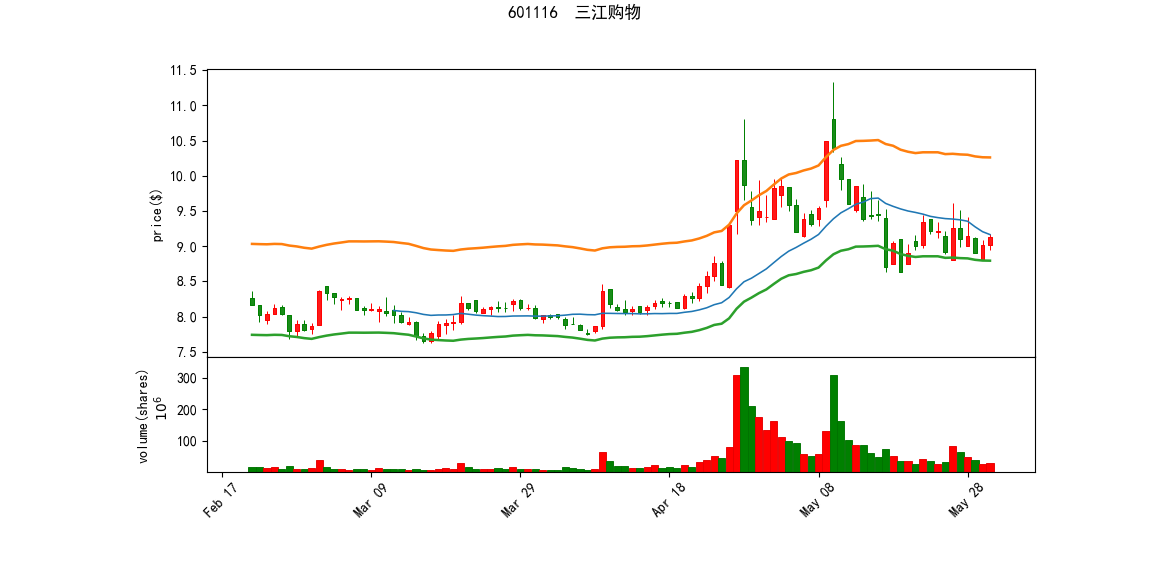 601116 三江购物
price($)
11.5
11.0
10.5
10.0
9.5
9.0
8.5
8.0
7.5
volume(shares)
10^6
300
200
100
Feb 17
Mar 09
Mar 29
Apr 18
May 08
May 28